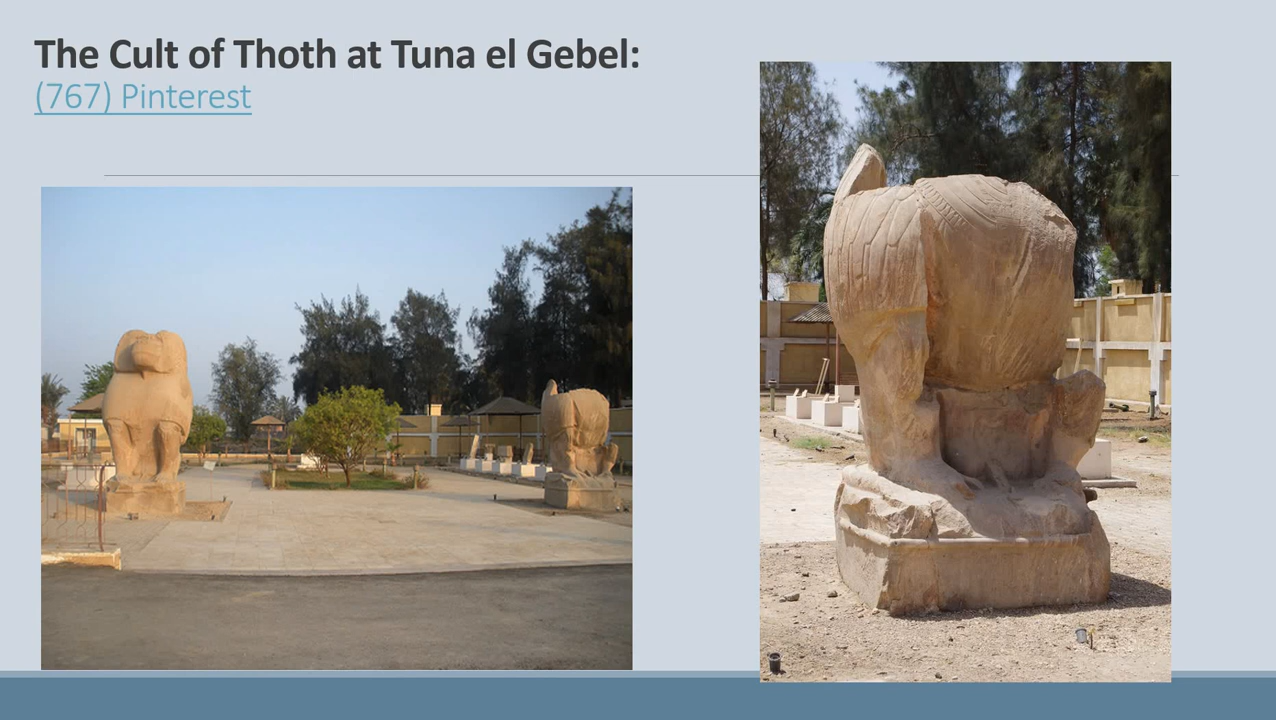 The Cult of Thoth at Tuna el Gebel:
(767) Pinterest